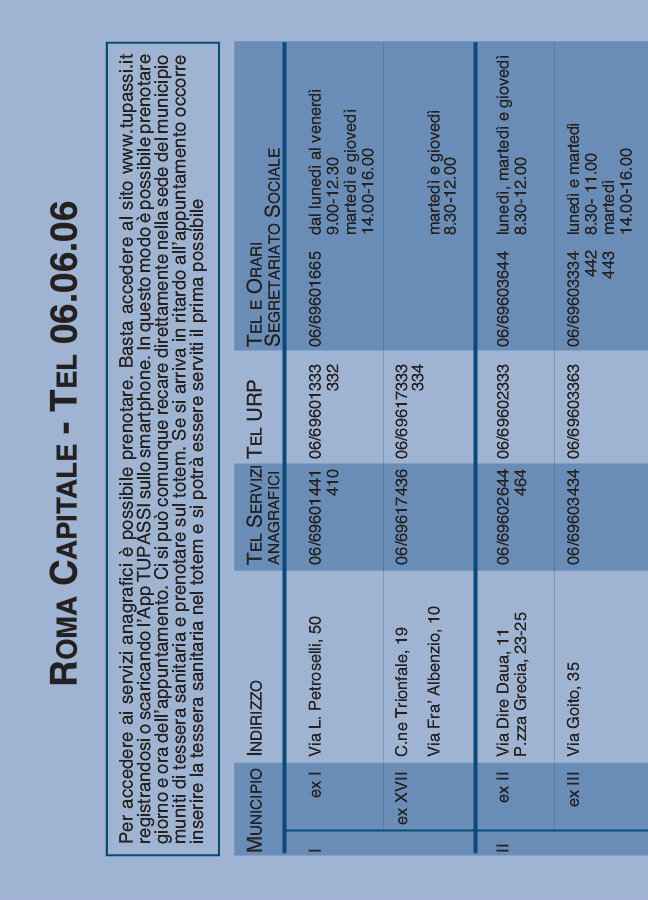 ROMA CAPITALE - TEL 06.06.06
Per accedere ai servizi anagrafici è possibile prenotare. Basta accedere al sito www.tupassi.it
registrandosi o scaricando l'App TUPASSI sullo smartphone. In questo modo è possibile prenotare
giorno e ora dell'appuntamento. Ci si può comunque recare direttamente nella sede del municipio
muniti di tessera sanitaria e prenotare sul totem. Se si arriva in ritardo all'appuntamento occorre
inserire la tessera sanitaria nel totem e si potrà essere serviti il prima possibile
MUNICIPIO INDIRIZZO TEL SERVIZI ANAGRAFICI TEL URP TEL E ORARI SEGRETARIATO SOCIALE
I ex I Via L. Petroselli, 50 06/69601441 06/69601333 06/69601665 dal lunedì al venerdì
410 332 9.00-12.30
martedì e giovedì
14.00-16.00
ex XVII C.ne Trionfale, 19 06/69617436 06/69617333
334
Via Fra' Albenzio, 10 martedì e giovedì
8.30-12.00
II ex II Via Dire Daua, 11 06/69602644 06/69602333 06/69603644 lunedì, martedì e giovedì
P.zza Grecia, 23-25 464 8.30-12.00
ex III Via Goito, 35 06/69603434 06/69603363 06/69603334 lunedì e martedì
442 8.30- 11.00
443 martedì
14.00-16.00